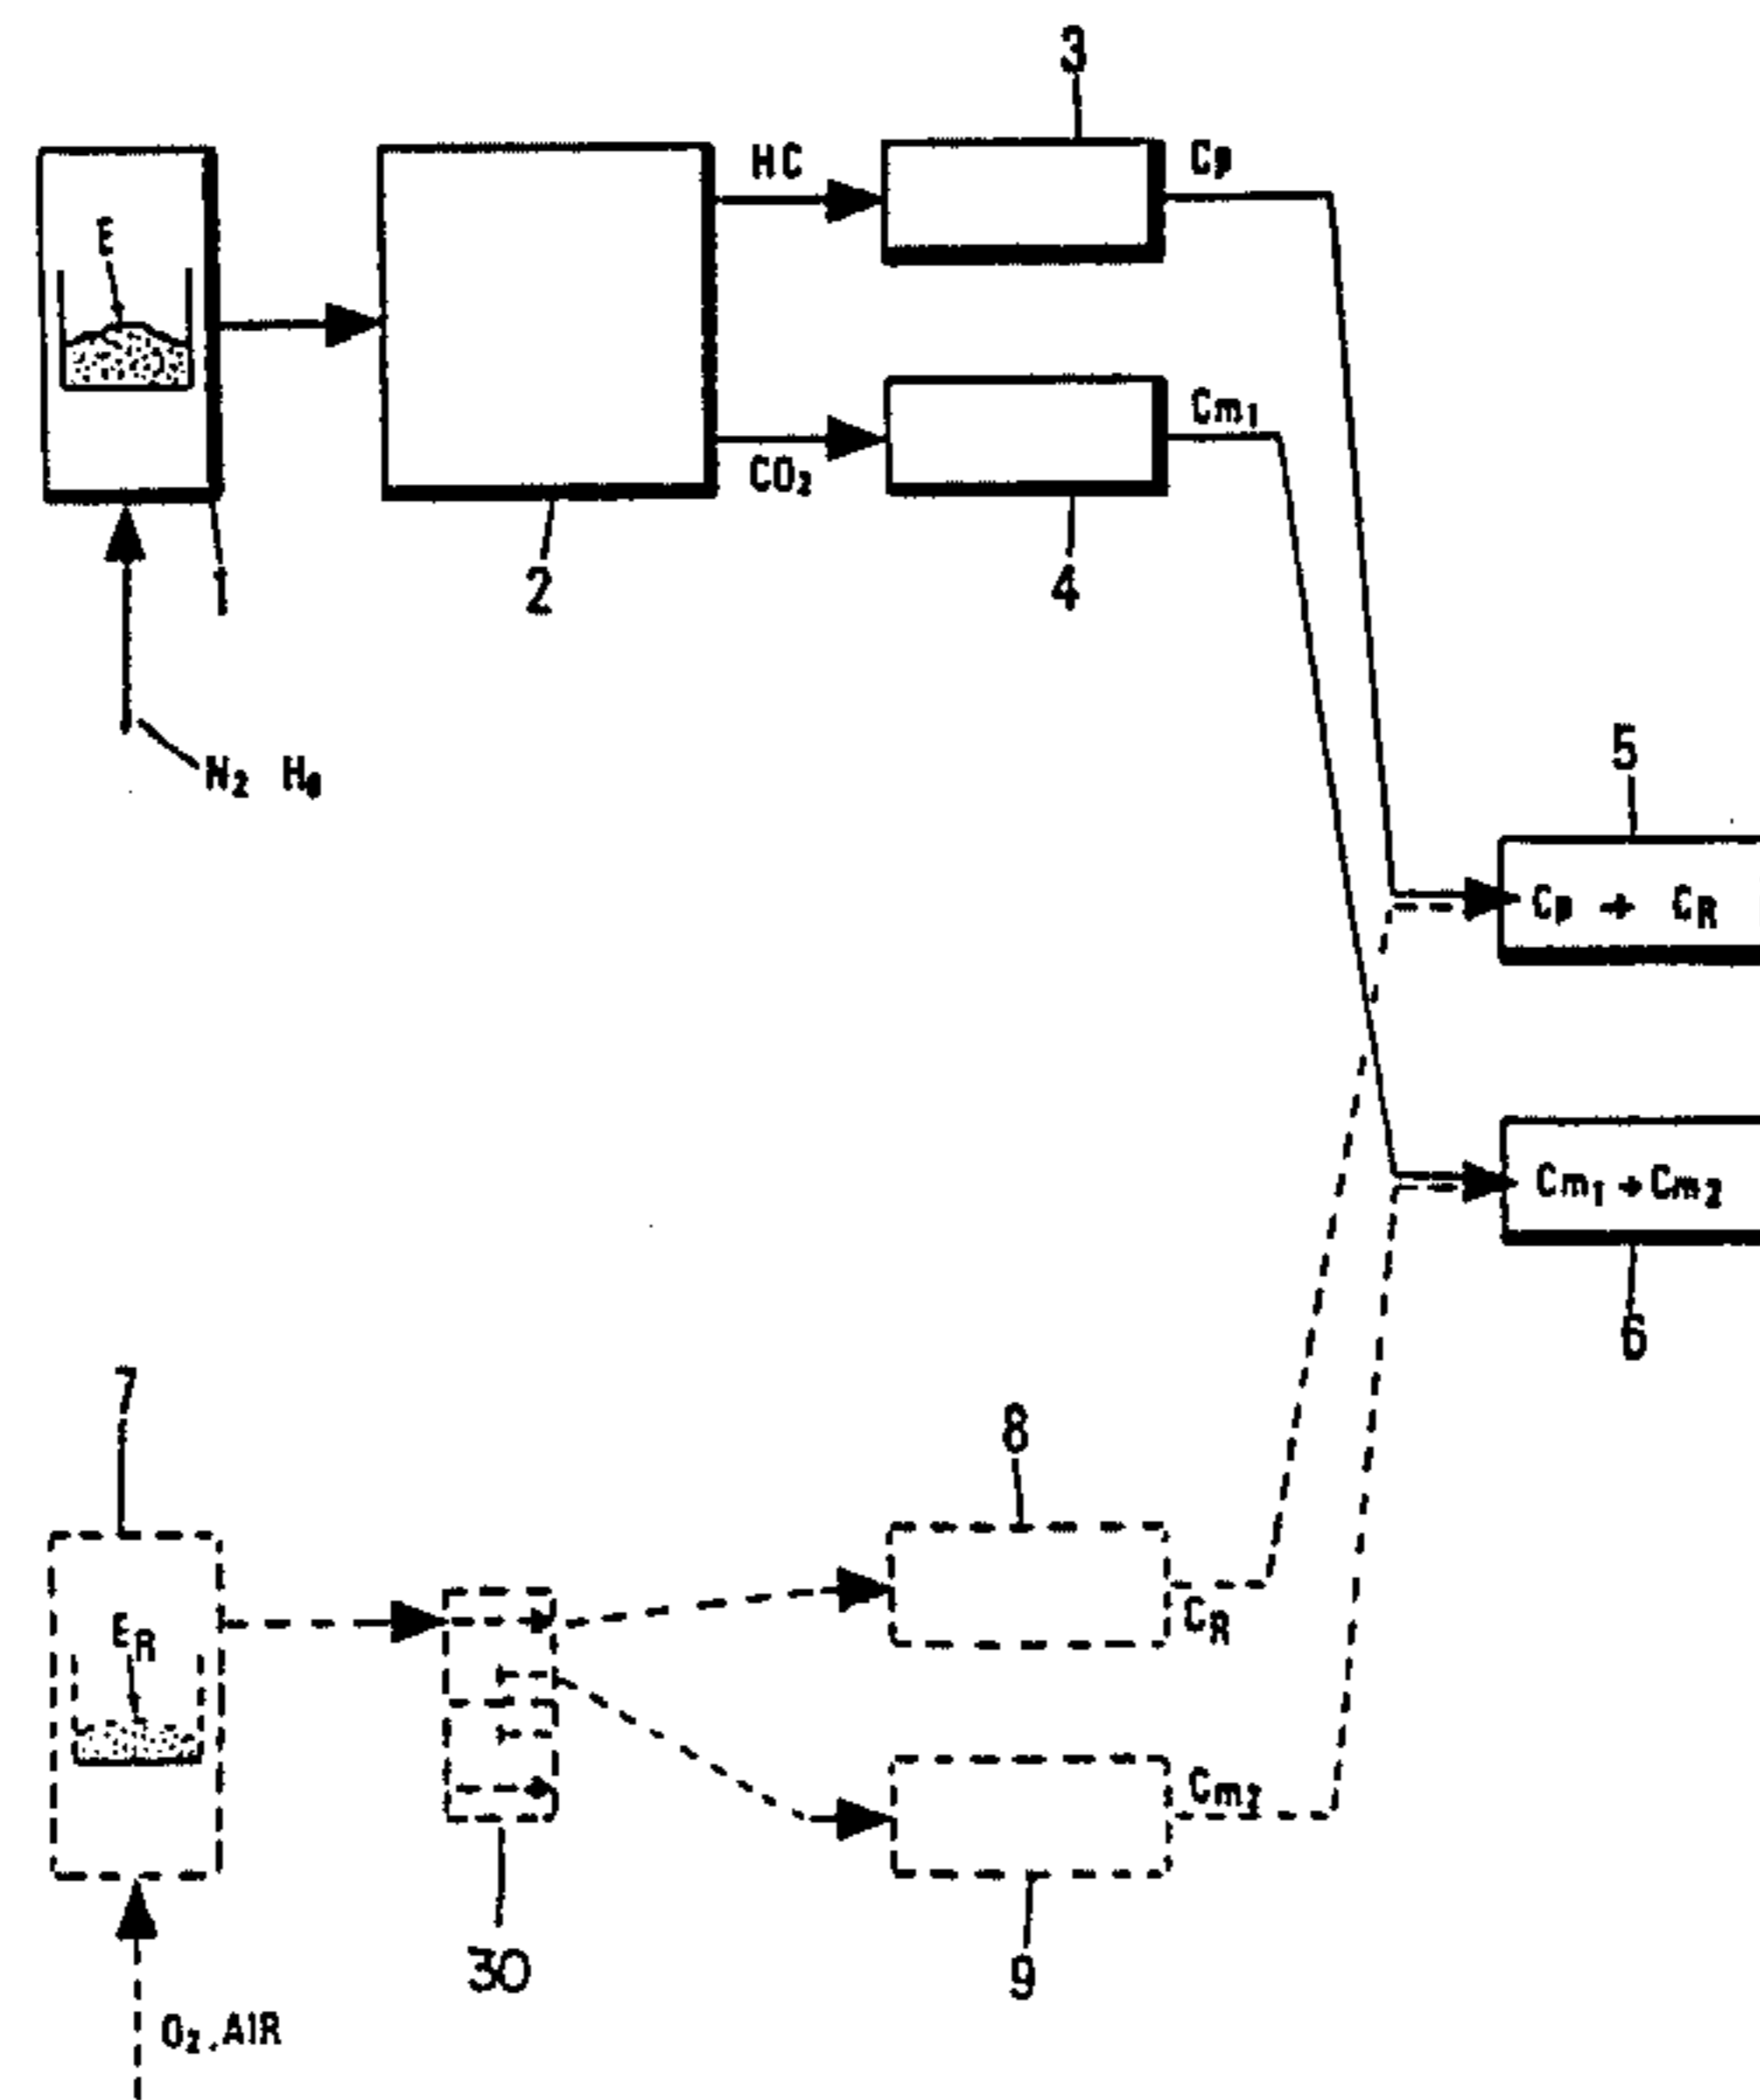 3
HC
Cp
E
Cm1
CO2
1
2
4
N2 He
5
Cp → CR
Cm1 → Cm2
6
7
8
ER
CR
Cm2
30
9
O2, AIR